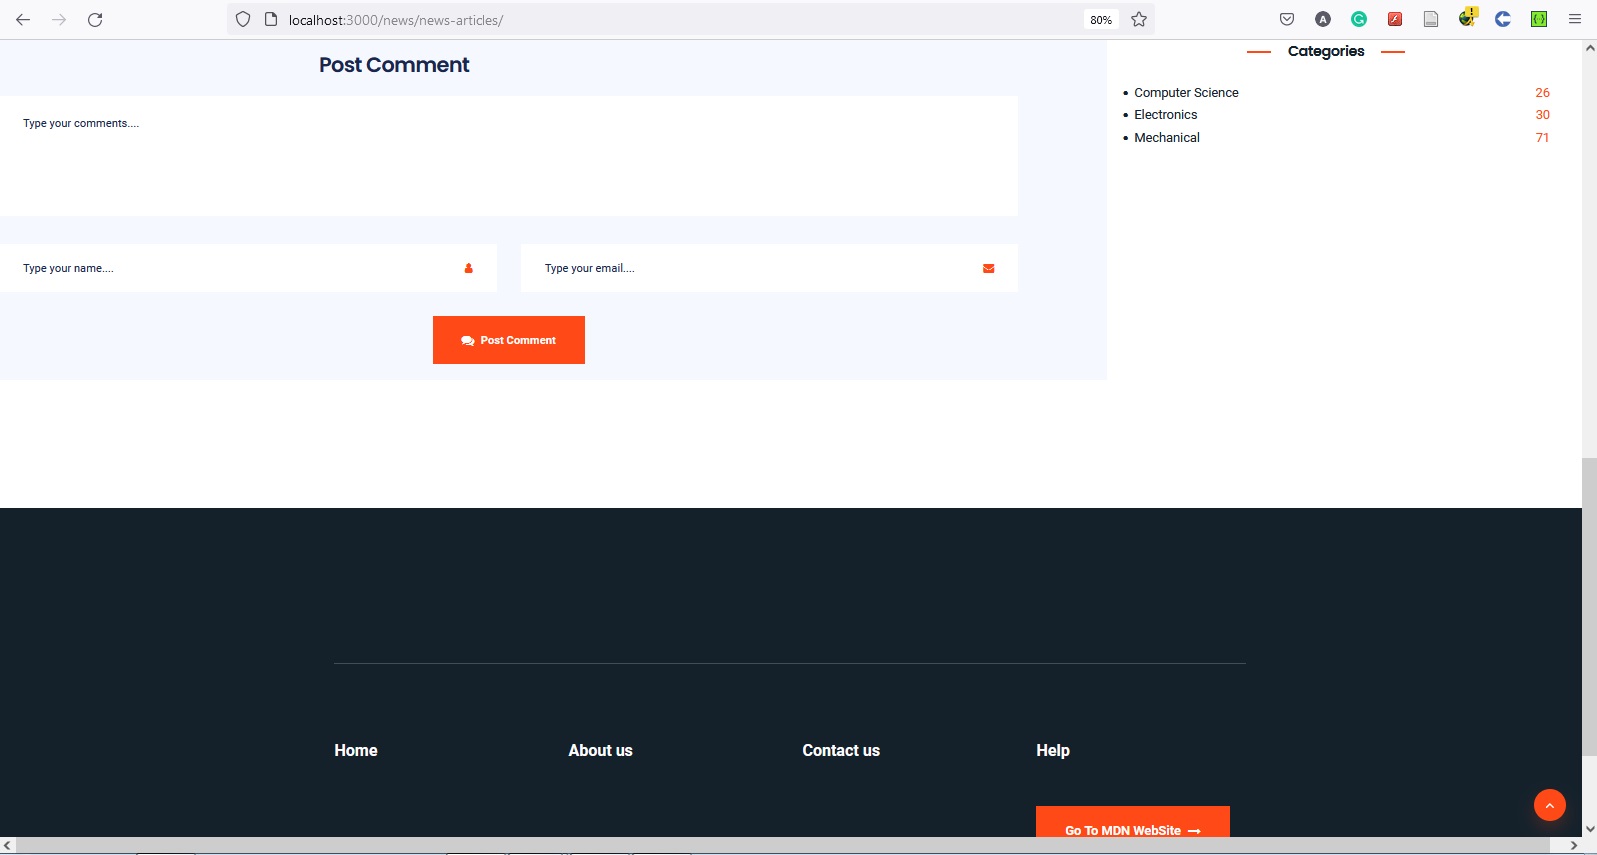 localhost:3000/news/news-articles/
80%
Post Comment
Type your comments....
Type your name....
Type your email....
Post Comment
Categories
Computer Science 26
Electronics 30
Mechanical 71
Home
About us
Contact us
Help
Go To MDN WebSite